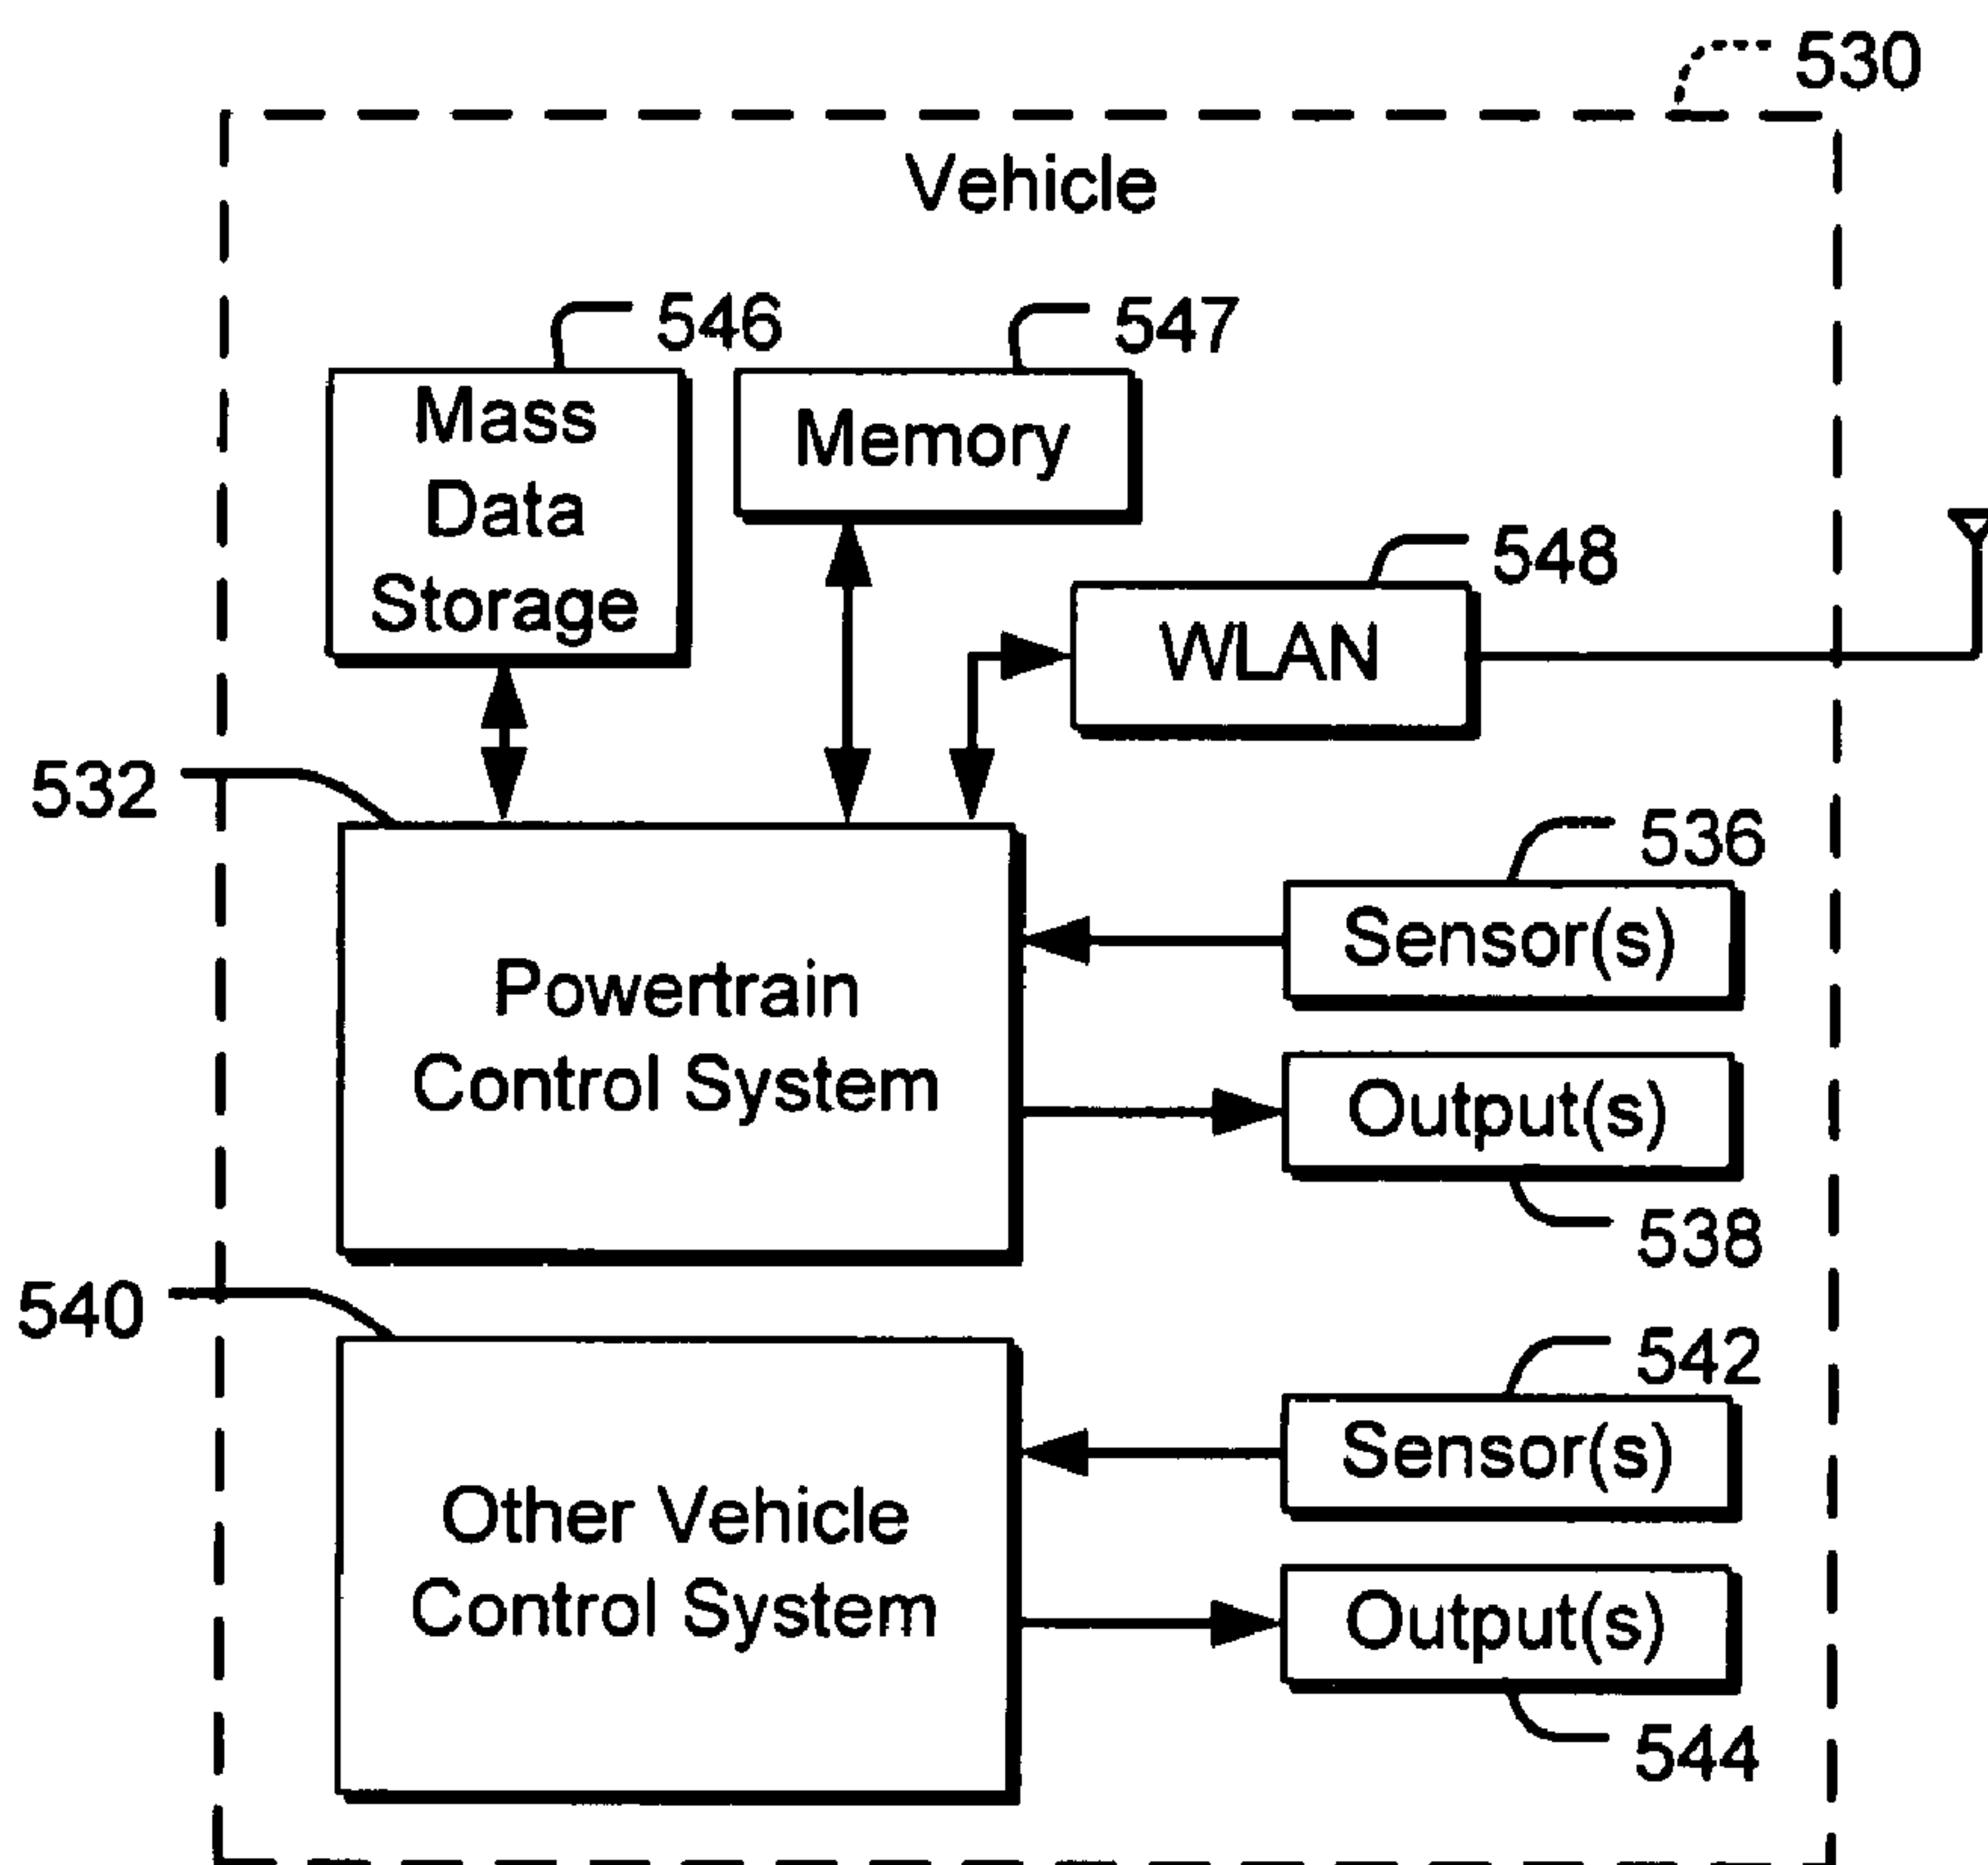 530
Vehicle
546
547
Mass
Data
Storage
Memory
548
WLAN
532
536
Sensor(s)
Powertrain
Control System
Output(s)
538
540
542
Sensor(s)
Other Vehicle
Control System
Output(s)
544